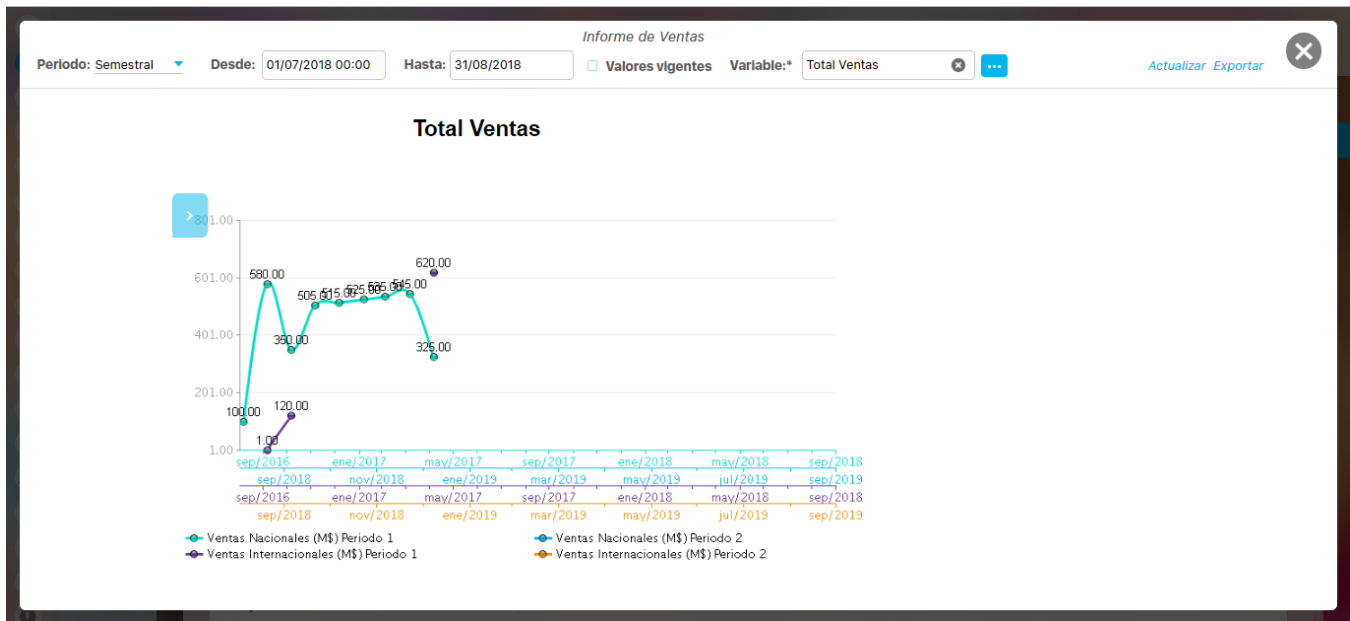 Informe de Ventas
Periodo: Semestral Desde: 01/07/2018 00:00 Hasta: 31/08/2018 Valores vigentes Variable:* Total Ventas ... Actualizar Exportar
Total Ventas
801.00
620.00
601.00 580.00
505.00 515.00 525.00 535.00 545.00
401.00
350.00 325.00
201.00
100.00 120.00
1.00
1.00
sep/2016 ene/2017 may/2017 sep/2017 ene/2018 may/2018 sep/2018
sep/2018 nov/2018 ene/2019 mar/2019 may/2019 jul/2019 sep/2019
sep/2016 ene/2017 may/2017 sep/2017 ene/2018 may/2018 sep/2018
sep/2018 nov/2018 ene/2019 mar/2019 may/2019 jul/2019 sep/2019
Ventas Nacionales (M$) Periodo 1 Ventas Nacionales (M$) Periodo 2
Ventas Internacionales (M$) Periodo 1 Ventas Internacionales (M$) Periodo 2